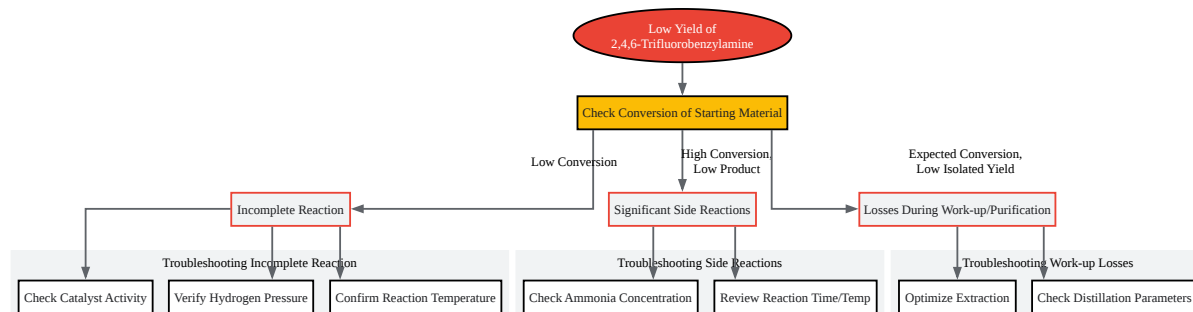 Low Yield of
2,4,6-Trifluorobenzylamine
Check Conversion of Starting Material
Low Conversion
High Conversion,
Low Product
Expected Conversion,
Low Isolated Yield
Incomplete Reaction
Significant Side Reactions
Losses During Work-up/Purification
Troubleshooting Incomplete Reaction
Troubleshooting Side Reactions
Troubleshooting Work-up Losses
Check Catalyst Activity
Verify Hydrogen Pressure
Confirm Reaction Temperature
Check Ammonia Concentration
Review Reaction Time/Temp
Optimize Extraction
Check Distillation Parameters